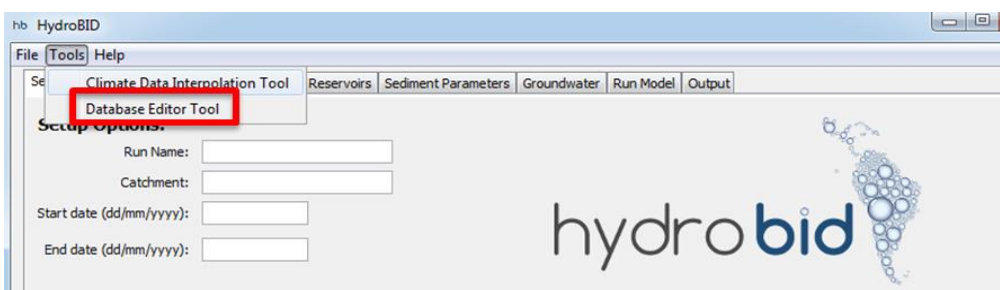 hb HydroBID
File Tools Help
Se
Climate Data Interpolation Tool
Reservoirs Sediment Parameters Groundwater Run Model Output
Database Editor Tool
Setup Options:
Run Name:
Catchment:
Start date (dd/mm/yyyy):
End date (dd/mm/yyyy):
hydrobid